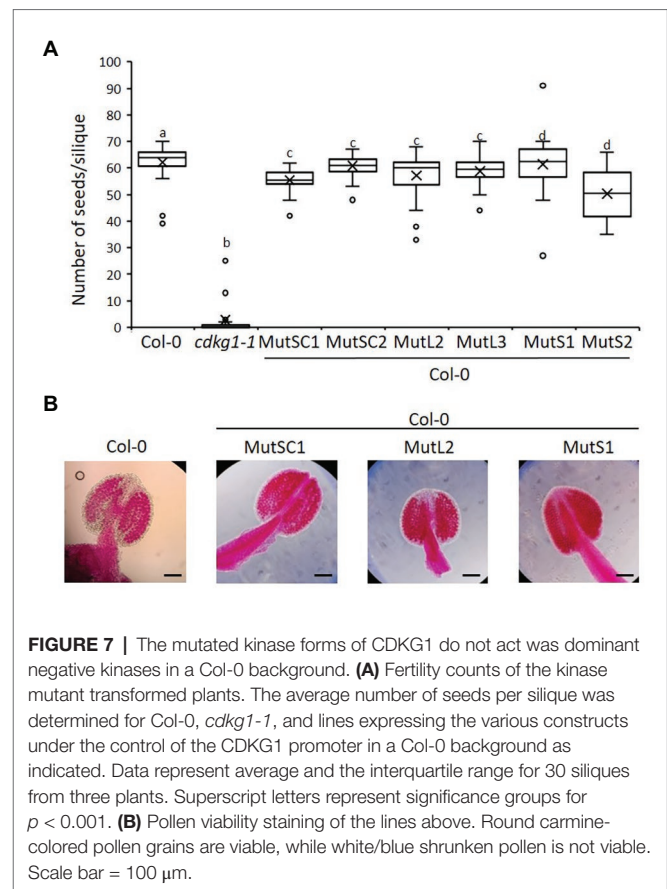 A
100
90
80
70
60
50
40
30
20
10
0
Number of seeds/silique
a
b
c
c
c
c
d
d
Col-0 cdkg1-1 MutSC1 MutSC2 MutL2 MutL3 MutS1 MutS2
Col-0
B
Col-0
Col-0 MutSC1 MutL2 MutS1
FIGURE 7 | The mutated kinase forms of CDKG1 do not act was dominant
negative kinases in a Col-0 background. (A) Fertility counts of the kinase
mutant transformed plants. The average number of seeds per silique was
determined for Col-0, cdkg1-1, and lines expressing the various constructs
under the control of the CDKG1 promoter in a Col-0 background as
indicated. Data represent average and the interquartile range for 30 siliques
from three plants. Superscript letters represent significance groups for
p < 0.001. (B) Pollen viability staining of the lines above. Round carmine-
colored pollen grains are viable, while white/blue shrunken pollen is not viable.
Scale bar = 100 μm.